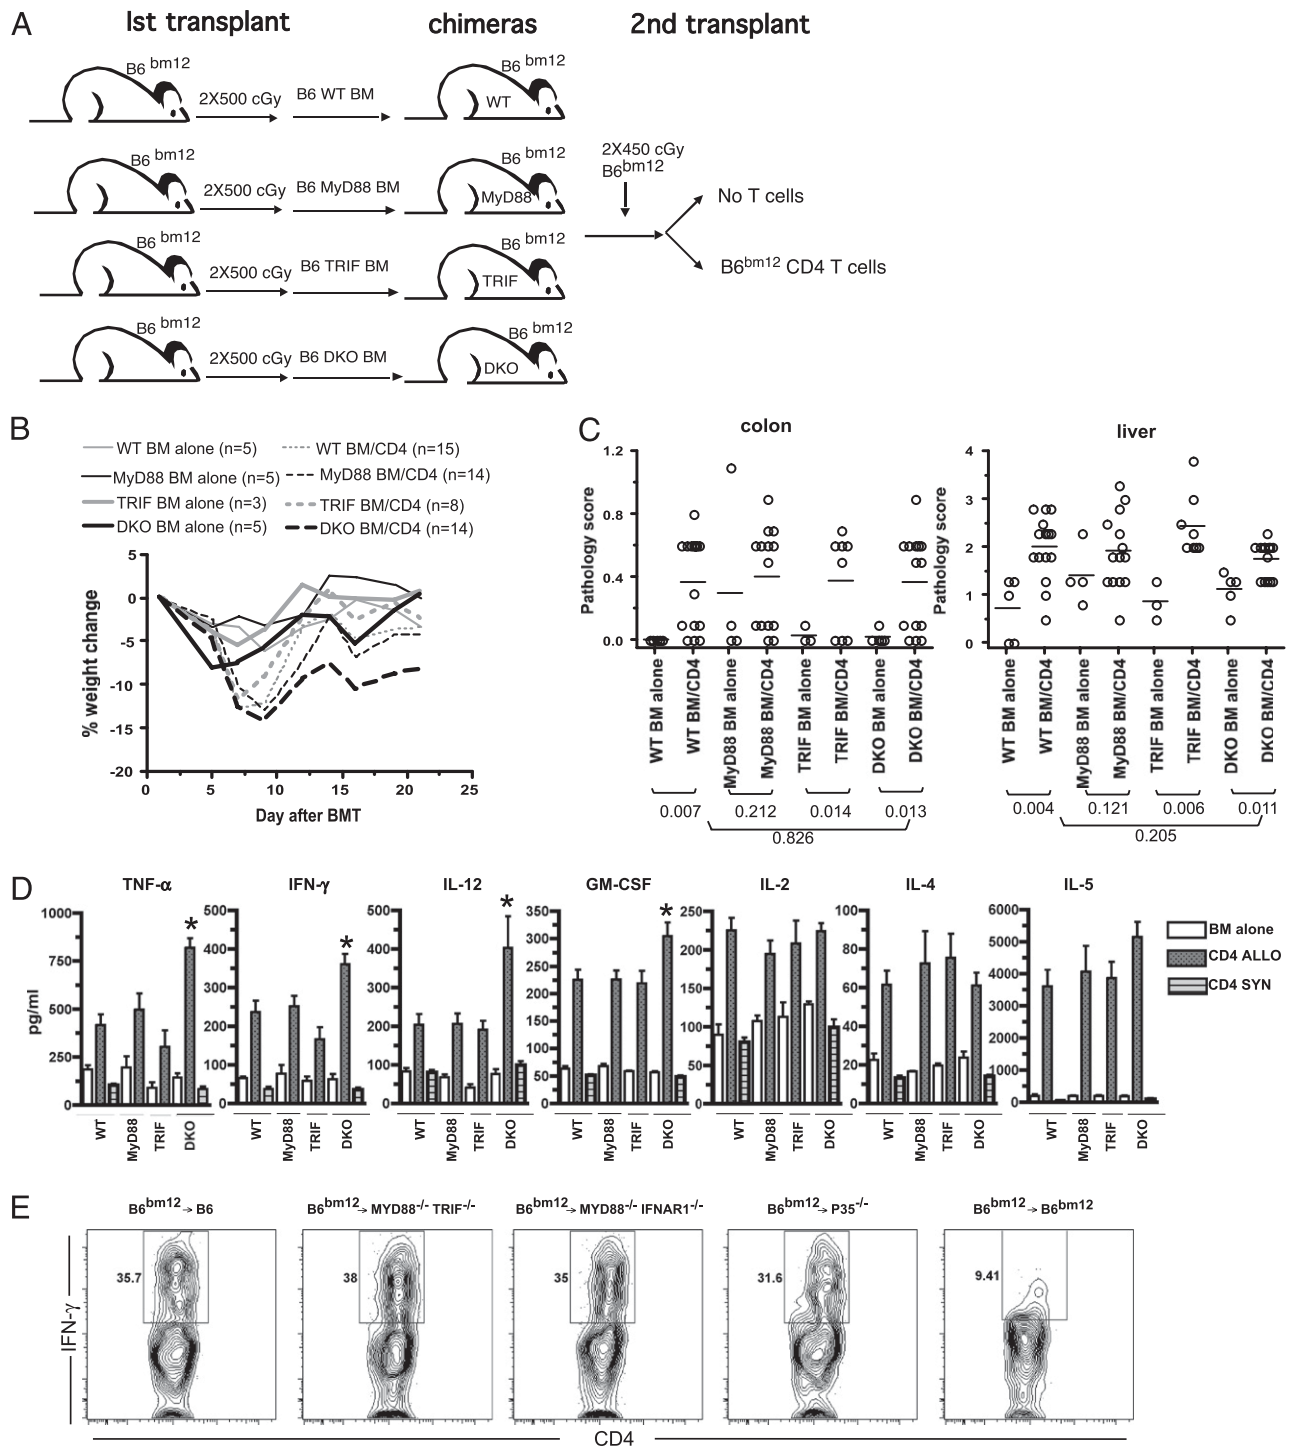 A
Ist transplant
chimeras
2nd transplant
B6 bm12
2X500 cGy
B6 WT BM
B6 bm12
WT
B6 bm12
2X500 cGy
B6 MyD88 BM
B6 bm12
MyD88
B6 bm12
2X500 cGy
B6 TRIF BM
B6 bm12
TRIF
B6 bm12
2X500 cGy
B6 DKO BM
B6 bm12
DKO
2X450 cGy
B6bm12
No T cells
B6bm12 CD4 T cells
B
WT BM alone (n=5)
WT BM/CD4 (n=15)
MyD88 BM alone (n=5)
MyD88 BM/CD4 (n=14)
TRIF BM alone (n=3)
TRIF BM/CD4 (n=8)
DKO BM alone (n=5)
DKO BM/CD4 (n=14)
% weight change
5
0
-5
-10
-15
-20
0 5 10 15 20 25
Day after BMT
C
colon
Pathology score
1.2
0.8
0.4
0.0
WT BM alone
WT BM/CD4
MyD88 BM alone
MyD88 BM/CD4
TRIF BM alone
TRIF BM/CD4
DKO BM alone
DKO BM/CD4
0.007 0.212 0.014 0.013
0.826
liver
Pathology score
4
3
2
1
0
WT BM alone
WT BM/CD4
MyD88 BM alone
MyD88 BM/CD4
TRIF BM alone
TRIF BM/CD4
DKO BM alone
DKO BM/CD4
0.004 0.121 0.006 0.011
0.205
D
pg/ml
TNF-α
1000
750
500
250
0
*
WT MyD88 TRIF DKO
IFN-γ
500
400
300
200
100
0
*
WT MyD88 TRIF DKO
IL-12
500
400
300
200
100
0
*
WT MyD88 TRIF DKO
GM-CSF
350
300
250
200
150
100
50
0
*
WT MyD88 TRIF DKO
IL-2
250
200
150
100
50
0
WT MyD88 TRIF DKO
IL-4
100
80
60
40
20
0
WT MyD88 TRIF DKO
IL-5
6000
5000
4000
3000
2000
1000
0
WT MyD88 TRIF DKO
BM alone
CD4 ALLO
CD4 SYN
E
B6bm12→B6
B6bm12→MYD88-/- TRIF-/-
B6bm12→MYD88-/- IFNAR1-/-
B6bm12→P35-/-
B6bm12→B6bm12
35.7
38
35
31.6
9.41
IFN-γ
CD4